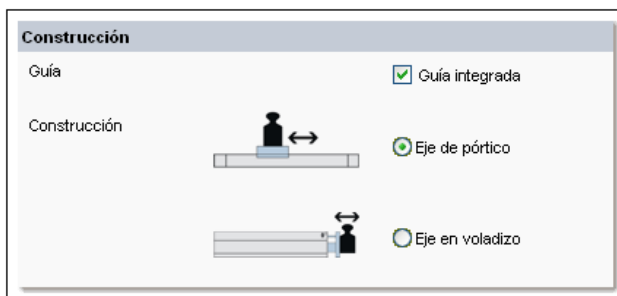 Construcción
Guía
Guía integrada
Construcción
Eje de pórtico
Eje en voladizo